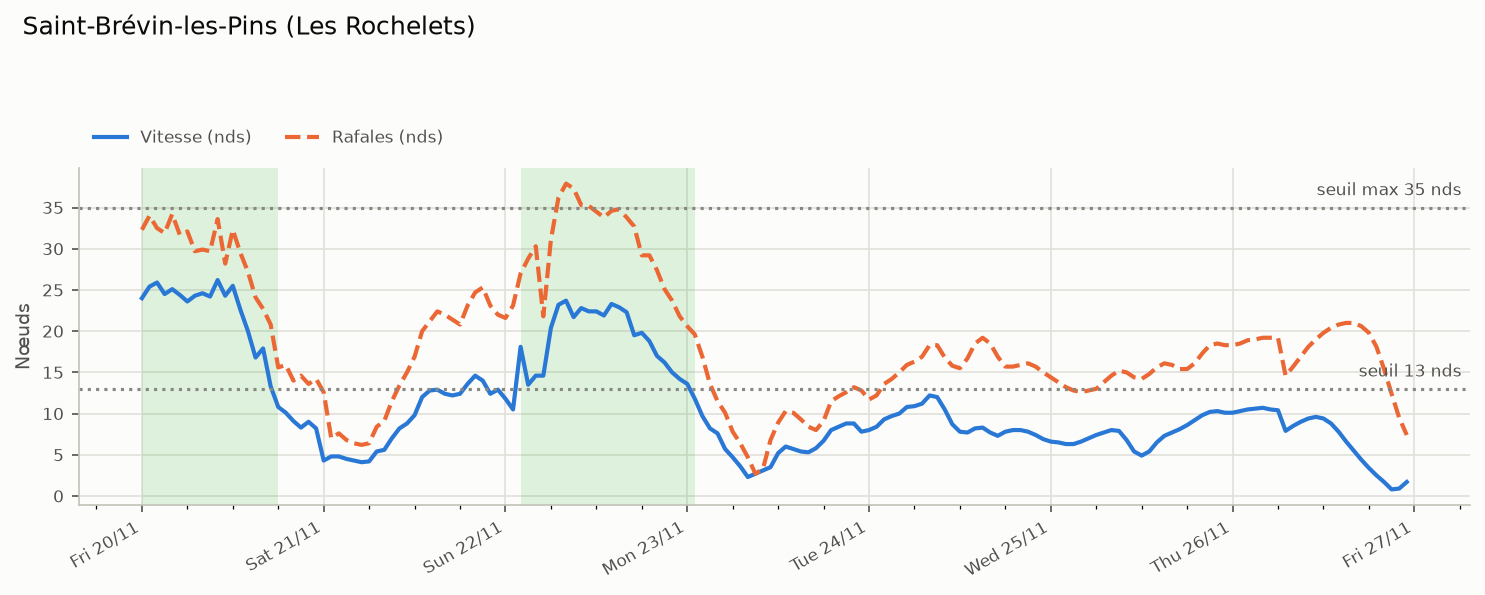 Saint-Brévin-les-Pins (Les Rochelets)
Vitesse (nds) Rafales (nds)
seuil max 35 nds
seuil 13 nds
Nœuds
35
30
25
20
15
10
5
0
Fri 20/11 Sat 21/11 Sun 22/11 Mon 23/11 Tue 24/11 Wed 25/11 Thu 26/11 Fri 27/11